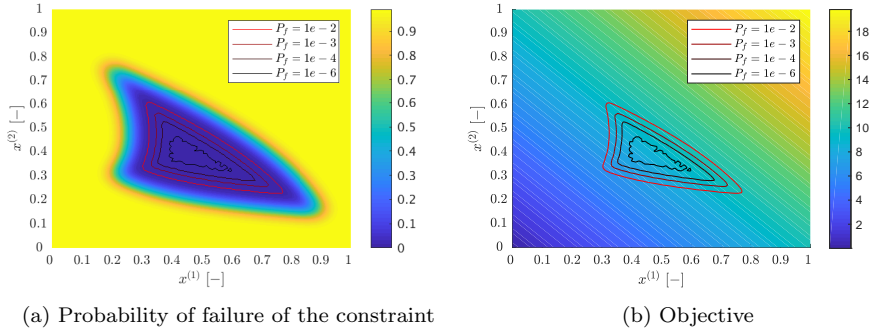 1
0.9
0.8
0.7
0.6
0.5
0.4
0.3
0.2
0.1
0
x^(2) [−]
0 0.1 0.2 0.3 0.4 0.5 0.6 0.7 0.8 0.9 1
x^(1) [−]
P_f = 1e − 2
P_f = 1e − 3
P_f = 1e − 4
P_f = 1e − 6
0.9
0.8
0.7
0.6
0.5
0.4
0.3
0.2
0.1
0
(a) Probability of failure of the constraint
1
0.9
0.8
0.7
0.6
0.5
0.4
0.3
0.2
0.1
0
x^(2) [−]
0 0.1 0.2 0.3 0.4 0.5 0.6 0.7 0.8 0.9 1
x^(1) [−]
P_f = 1e − 2
P_f = 1e − 3
P_f = 1e − 4
P_f = 1e − 6
18
16
14
12
10
8
6
4
2
(b) Objective